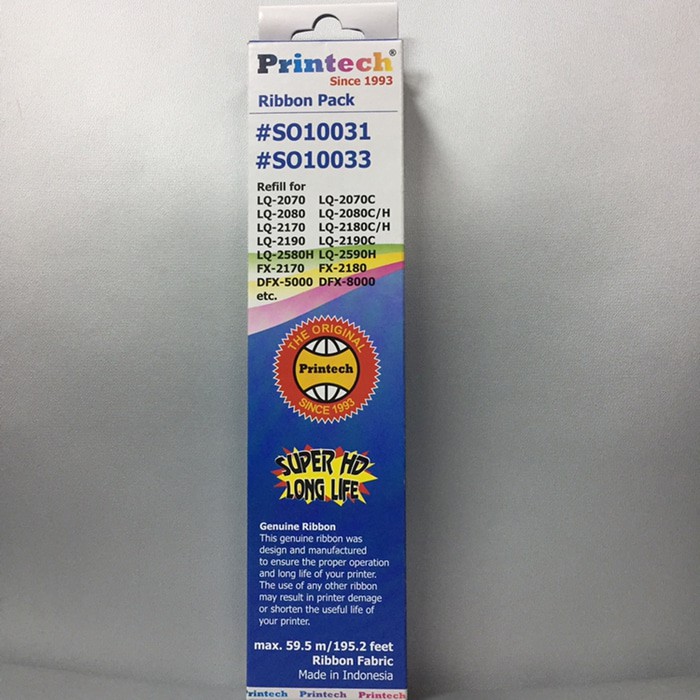 Printech®
Since 1993
Ribbon Pack
#SO10031
#SO10033
Refill for
LQ-2070 LQ-2070C
LQ-2080 LQ-2080C/H
LQ-2170 LQ-2180C/H
LQ-2190 LQ-2190C
LQ-2580H LQ-2590H
FX-2170 FX-2180
DFX-5000 DFX-8000
etc.
THE ORIGINAL
Printech
SINCE 1993
SUPER HD
LONG LIFE
Genuine Ribbon
This genuine ribbon was
design and manufactured
to ensure the proper operation
and long life of your printer.
The use of any other ribbon
may result in printer demage
or shorten the useful life of
your printer.
max. 59.5 m/195.2 feet
Ribbon Fabric
Made in Indonesia
rintech Printech Printech